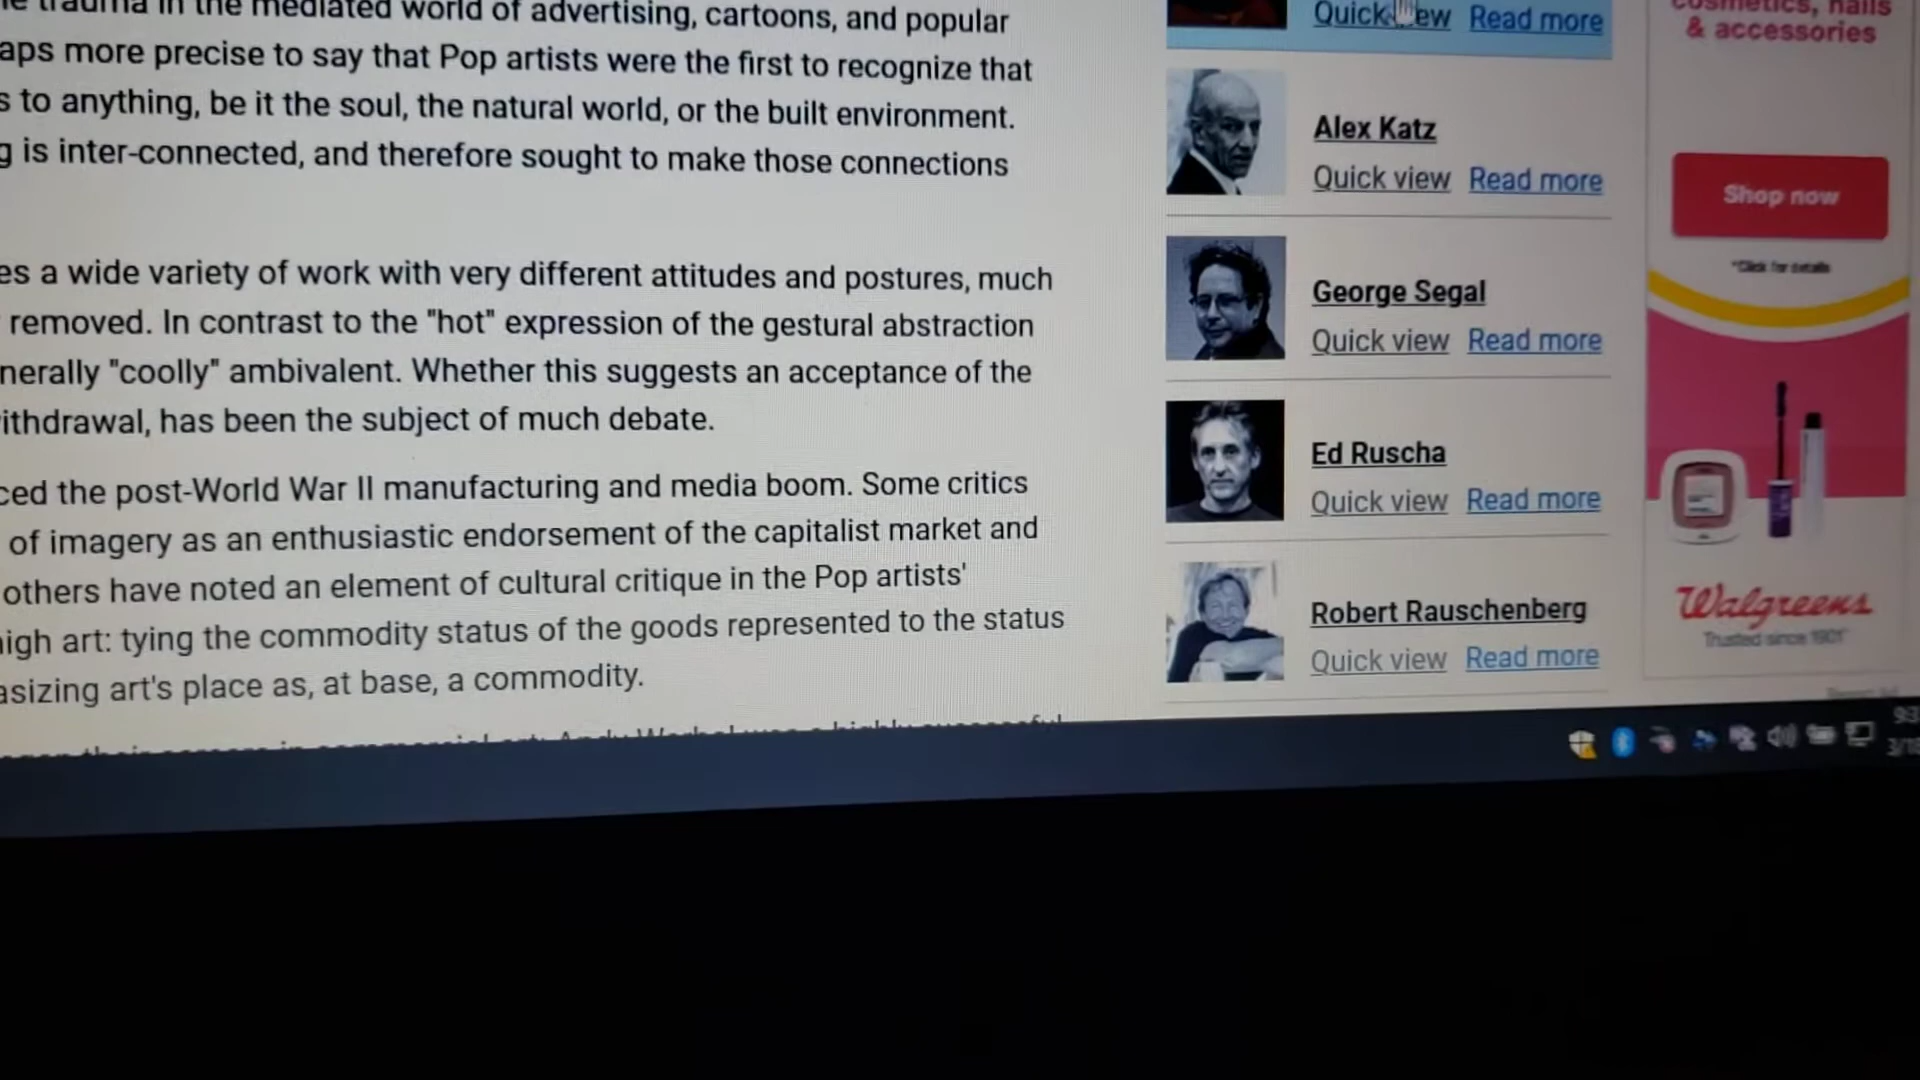 trauma in the mediated world of advertising, cartoons, and popular
aps more precise to say that Pop artists were the first to recognize that
s to anything, be it the soul, the natural world, or the built environment.
g is inter-connected, and therefore sought to make those connections
es a wide variety of work with very different attitudes and postures, much
removed. In contrast to the "hot" expression of the gestural abstraction
nerally "coolly" ambivalent. Whether this suggests an acceptance of the
ithdrawal, has been the subject of much debate.
ced the post-World War II manufacturing and media boom. Some critics
of imagery as an enthusiastic endorsement of the capitalist market and
others have noted an element of cultural critique in the Pop artists'
igh art: tying the commodity status of the goods represented to the status
asizing art's place as, at base, a commodity.
Read more
Alex Katz
Quick view Read more
George Segal
Quick view Read more
Ed Ruscha
Quick view Read more
Robert Rauschenberg
Quick view Read more
cosmetics, nails
& accessories
Shop now
*Click for details
Walgreens
Trusted since 1901